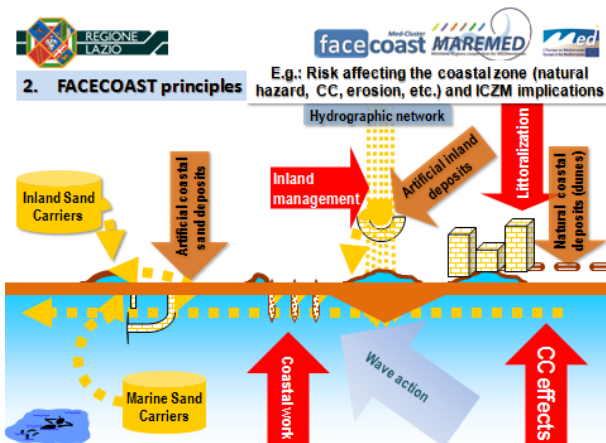 REGIONE
LAZIO
Med-Cluster
facecoast
MAREMED
med
2. FACECOAST principles
E.g.: Risk affecting the coastal zone (natural
hazard, CC, erosion, etc.) and ICZM implications
Hydrographic network
Inland Sand
Carriers
Artificial coastal
sand deposits
Inland
management
Artificial inland
deposits
Littoralization
Natural coastal
deposits (dunes)
Marine Sand
Carriers
Coastal work
Wave action
CC effects